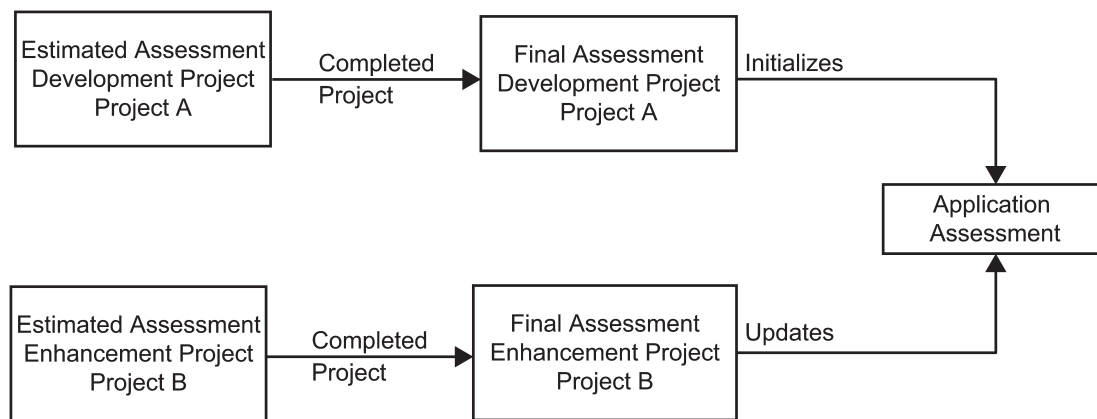 Estimated Assessment
Development Project
Project A
Completed
Project
Final Assessment
Development Project
Project A
Initializes
Application
Assessment
Estimated Assessment
Enhancement Project
Project B
Completed
Project
Final Assessment
Enhancement Project
Project B
Updates